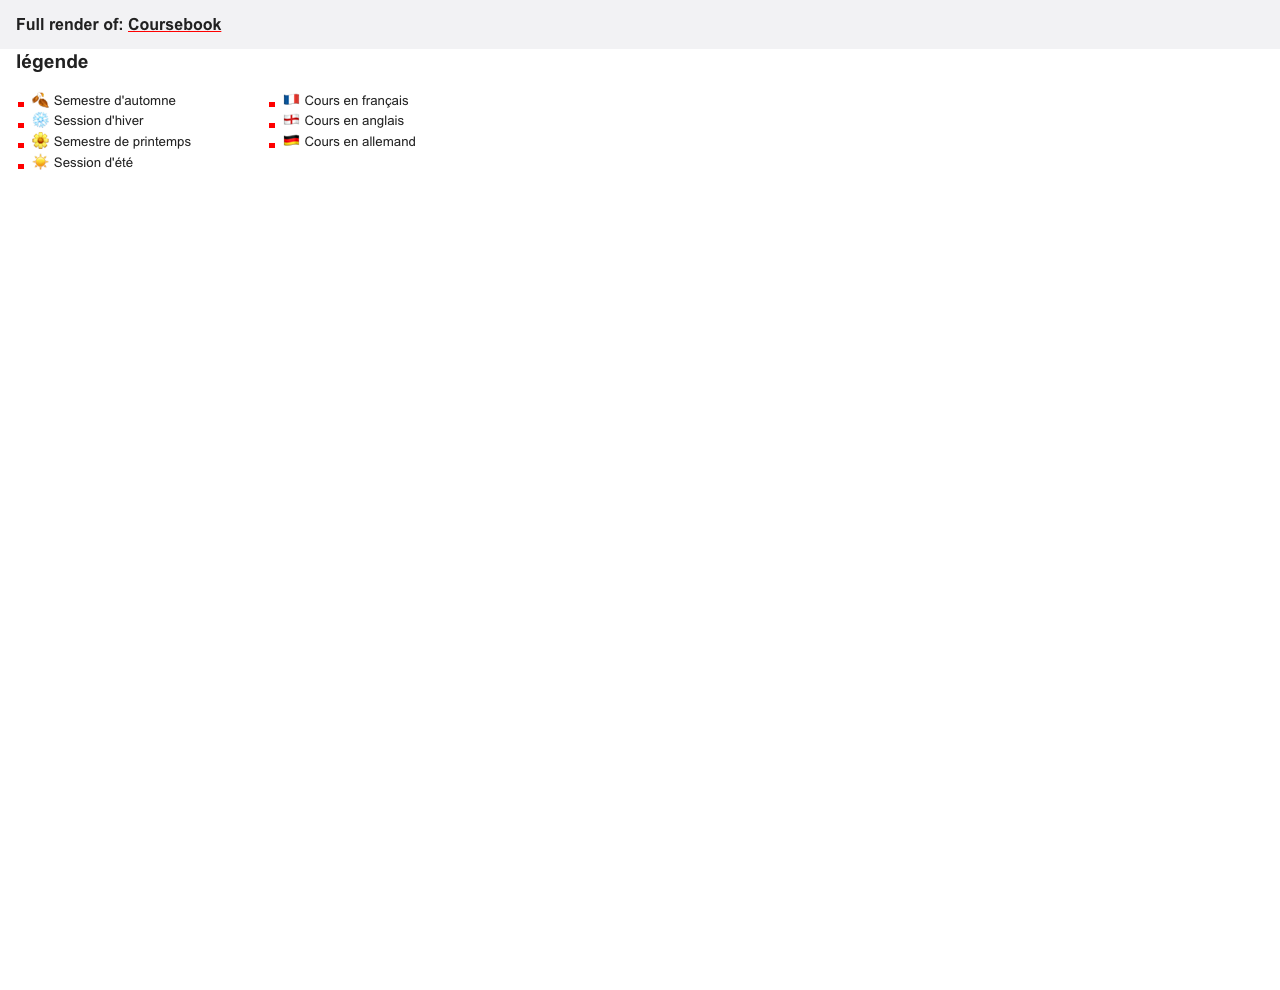 Full render of: Coursebook
légende
Semestre d'automne
Session d'hiver
Semestre de printemps
Session d'été
Cours en français
Cours en anglais
Cours en allemand